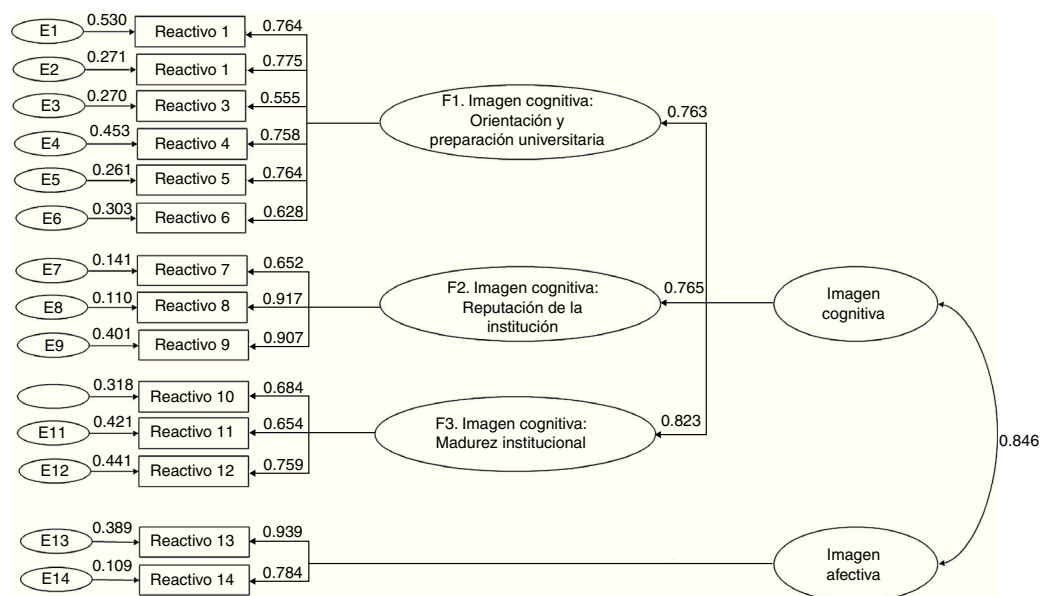 E1 0.530 Reactivo 1 0.764
E2 0.271 Reactivo 1 0.775
E3 0.270 Reactivo 3 0.555
E4 0.453 Reactivo 4 0.758
E5 0.261 Reactivo 5 0.764
E6 0.303 Reactivo 6 0.628
F1. Imagen cognitiva:
Orientación y
preparación universitaria
0.763
E7 0.141 Reactivo 7 0.652
E8 0.110 Reactivo 8 0.917
E9 0.401 Reactivo 9 0.907
F2. Imagen cognitiva:
Reputación de la
institución
0.765
Imagen
cognitiva
0.318 Reactivo 10 0.684
E11 0.421 Reactivo 11 0.654
E12 0.441 Reactivo 12 0.759
F3. Imagen cognitiva:
Madurez institucional
0.823
0.846
E13 0.389 Reactivo 13 0.939
E14 0.109 Reactivo 14 0.784
Imagen
afectiva